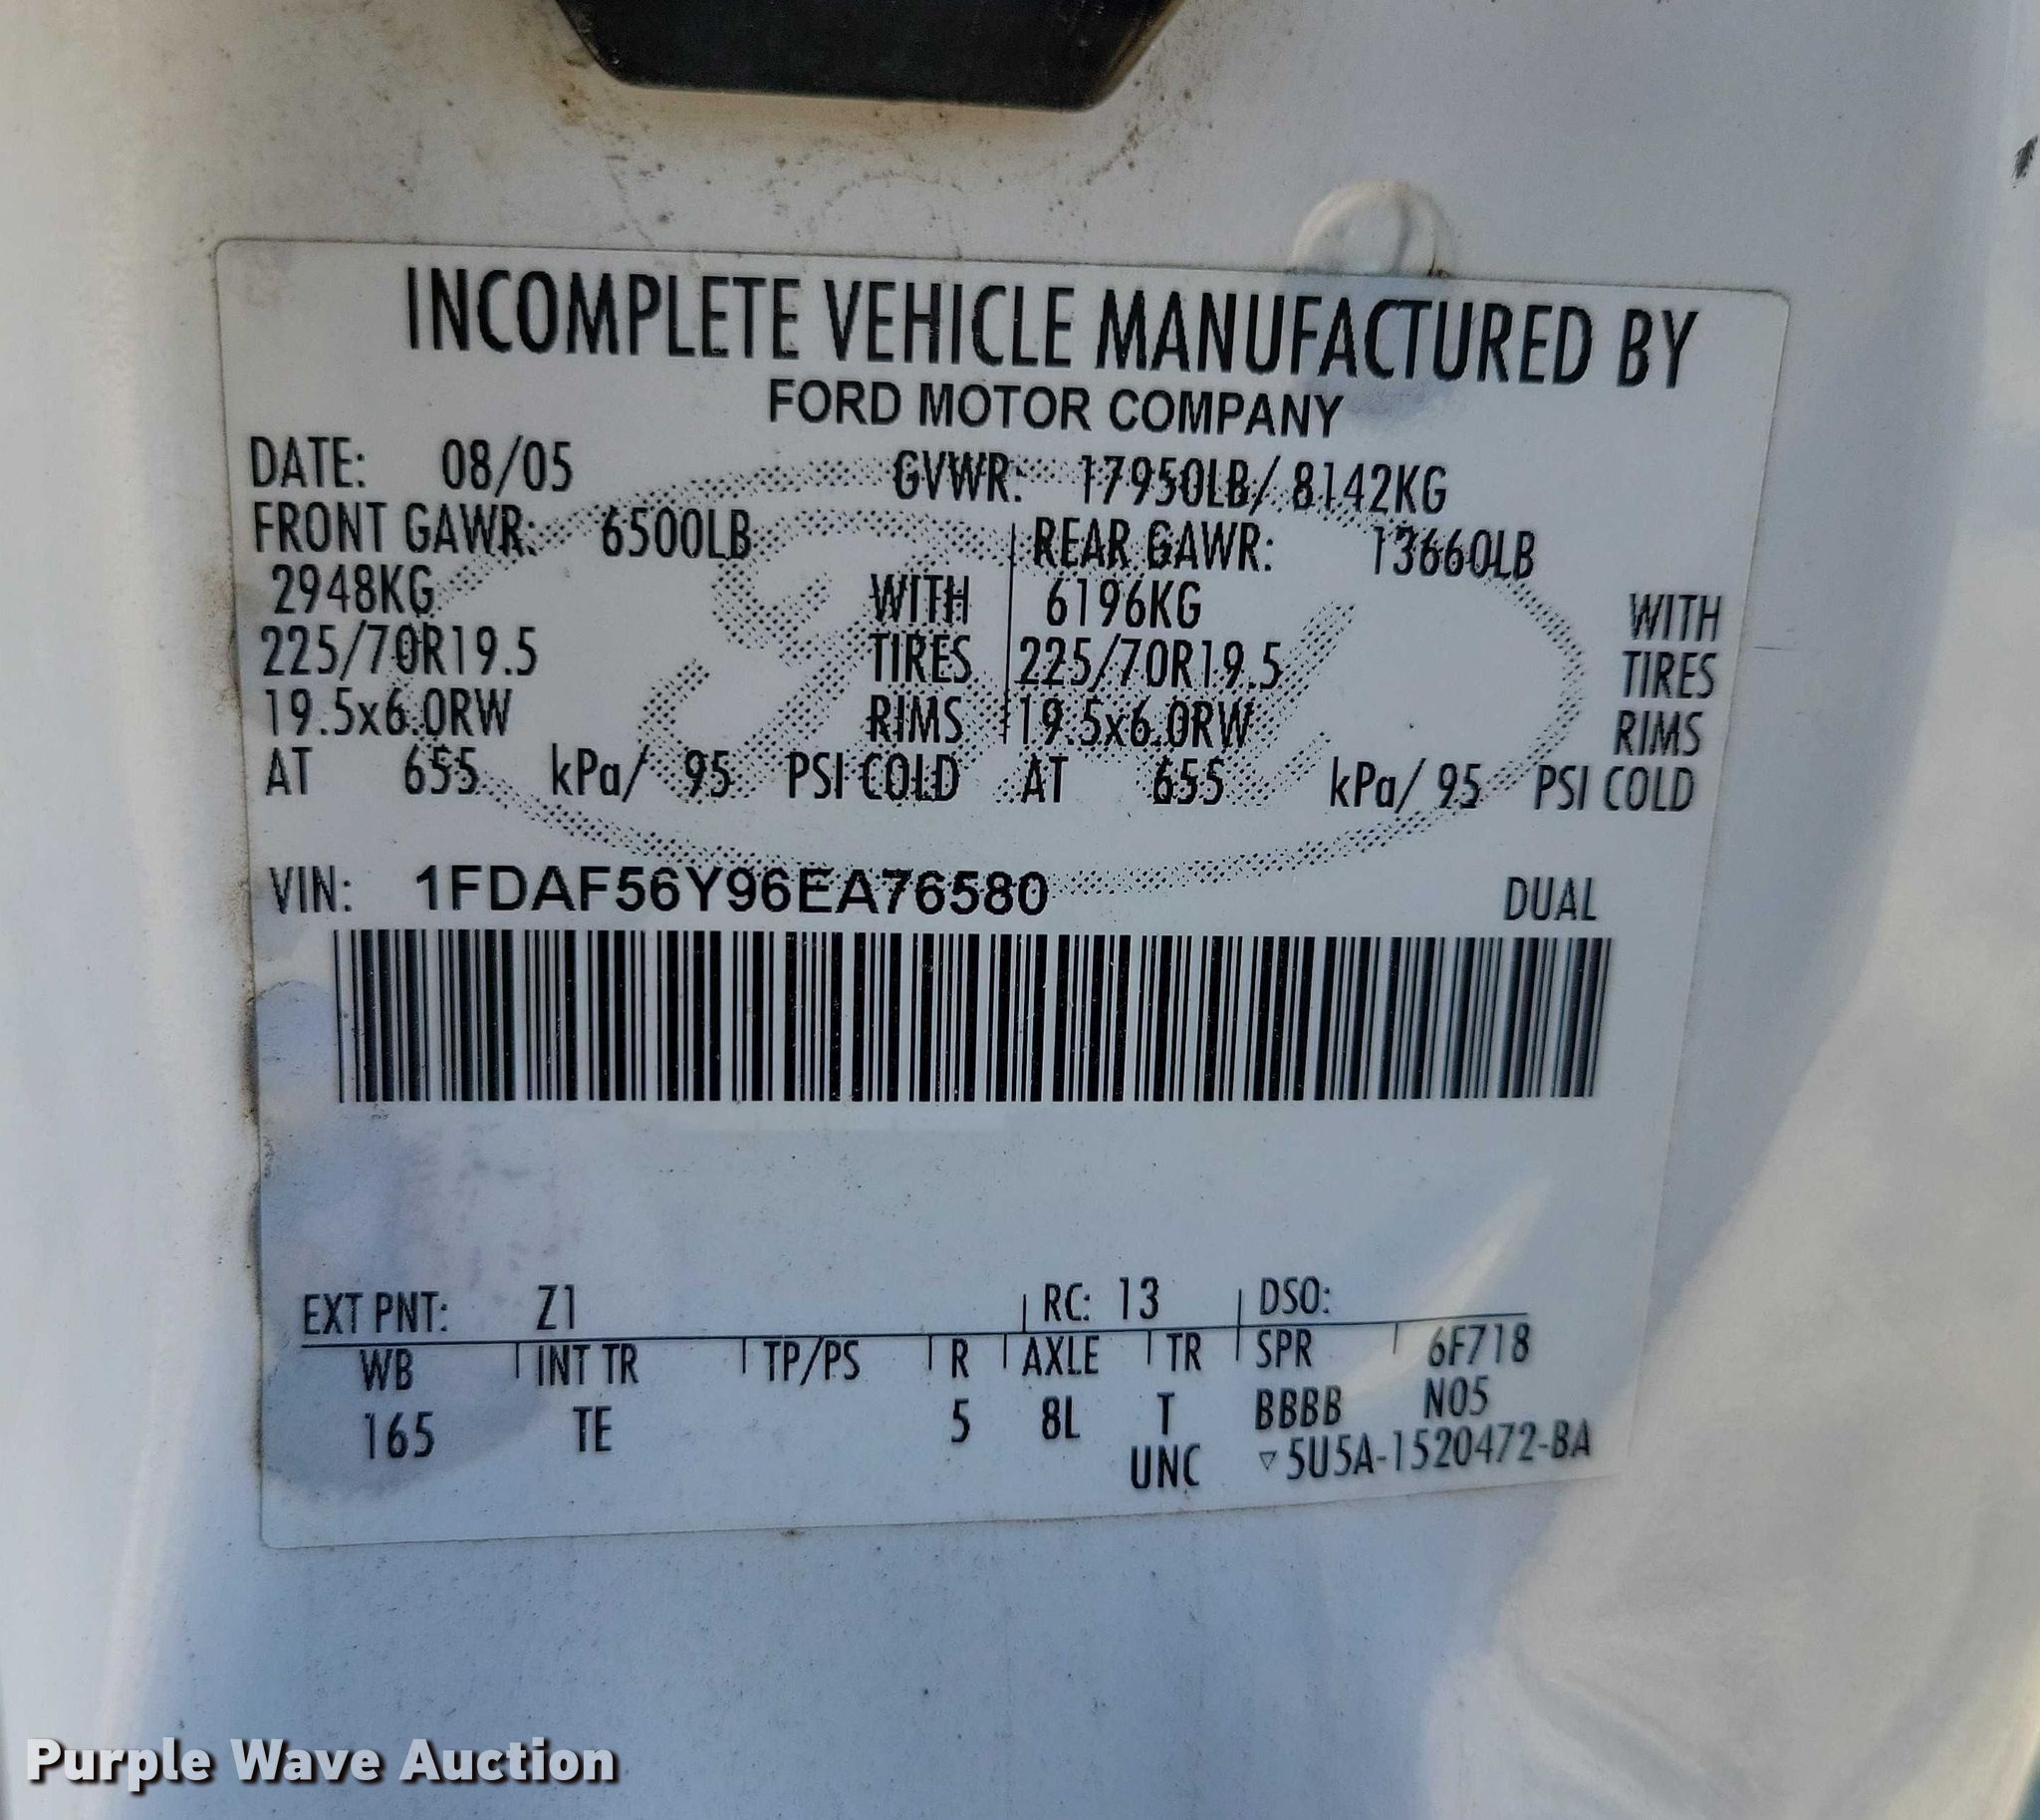 INCOMPLETE VEHICLE MANUFACTURED BY
FORD MOTOR COMPANY
DATE: 08/05 GVWR: 17950LB/ 8142KG
FRONT GAWR: 6500LB REAR GAWR: 13660LB
2948KG WITH 6196KG WITH
225/70R19.5 TIRES 225/70R19.5 TIRES
19.5x6.0RW RIMS 19.5x6.0RW RIMS
AT 655 kPa/ 95 PSI COLD AT 655 kPa/ 95 PSI COLD
VIN: 1FDAF56Y96EA76580 DUAL
EXT PNT: Z1 RC: 13 DSO:
WB INT TR TP/PS R AXLE TR SPR 6F718
165 TE 5 8L T BBBB N05
UNC ▽5U5A-1520472-BA
Purple Wave Auction